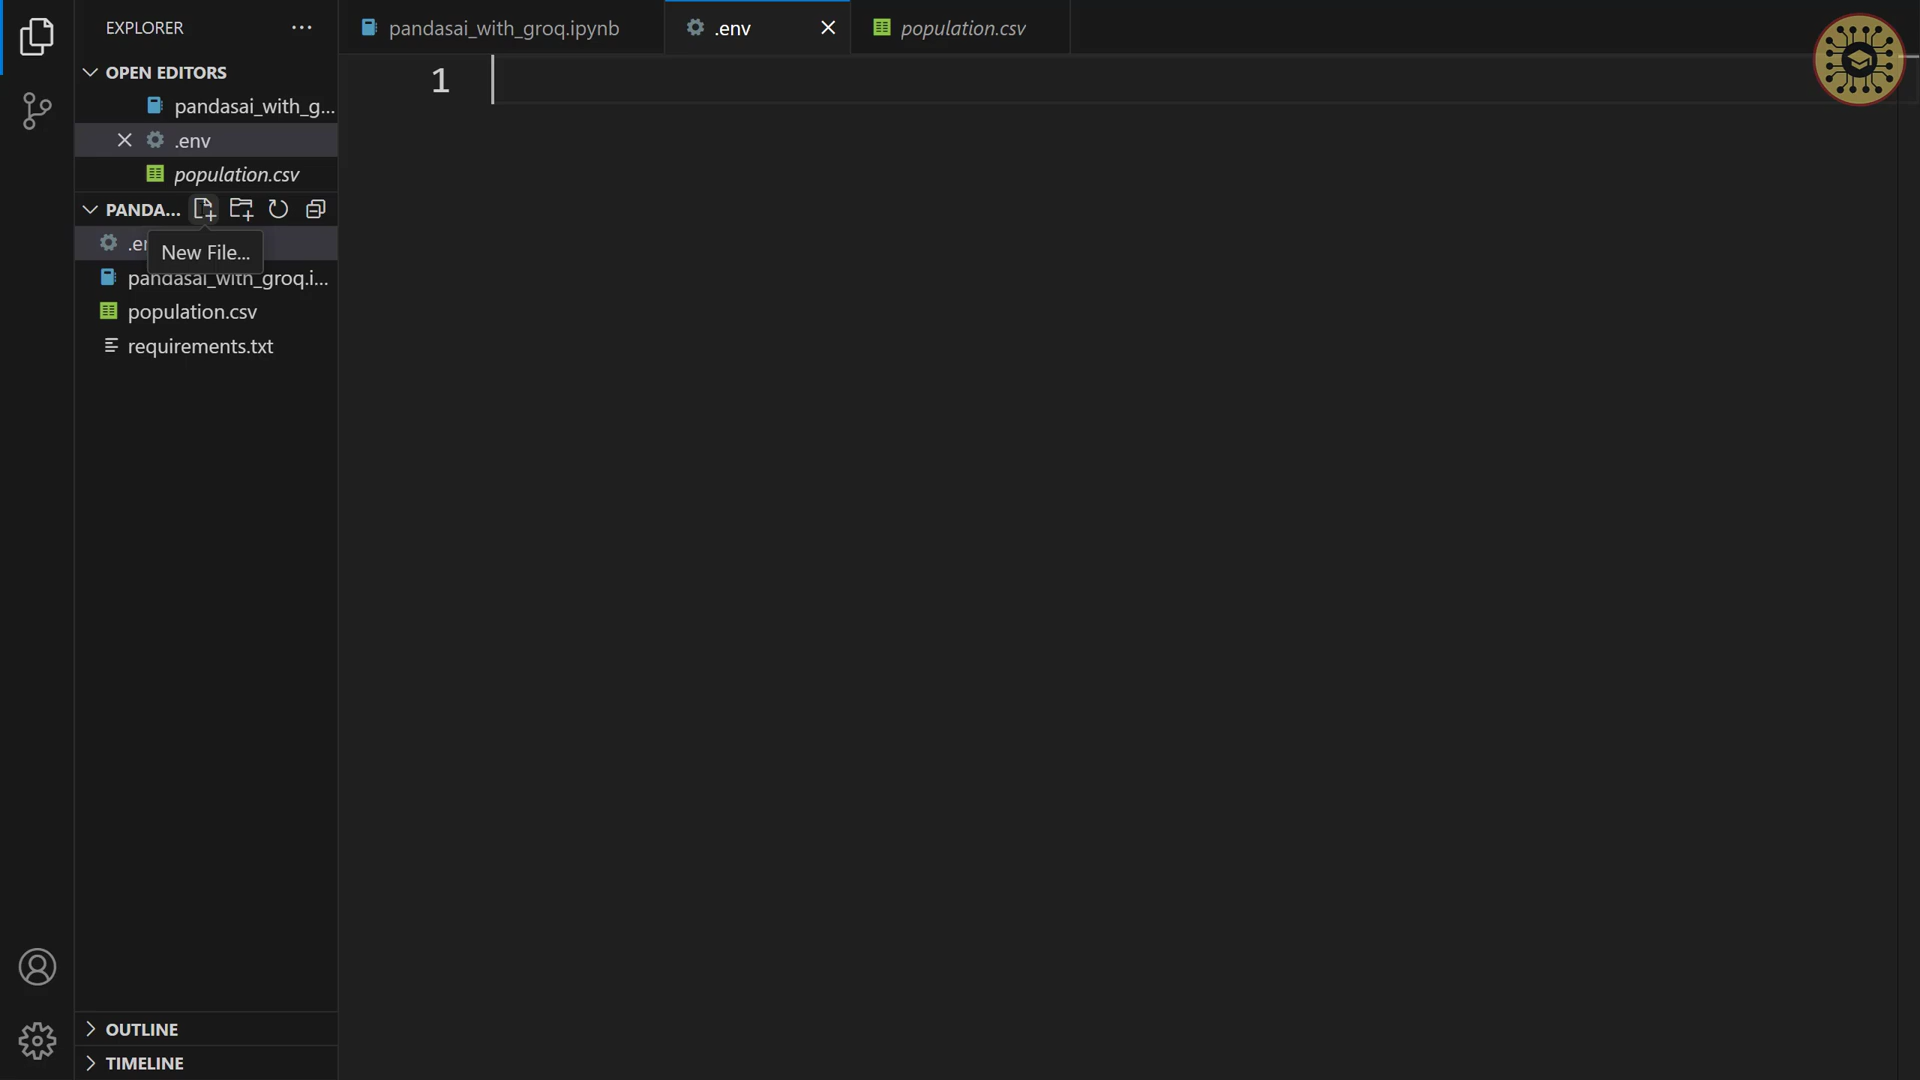 EXPLORER
pandasai_with_groq.ipynb
.env
population.csv
OPEN EDITORS
pandasai_with_g...
.env
population.csv
PANDA...
New File...
pandasai_with_groq.i...
population.csv
requirements.txt
1
OUTLINE
TIMELINE